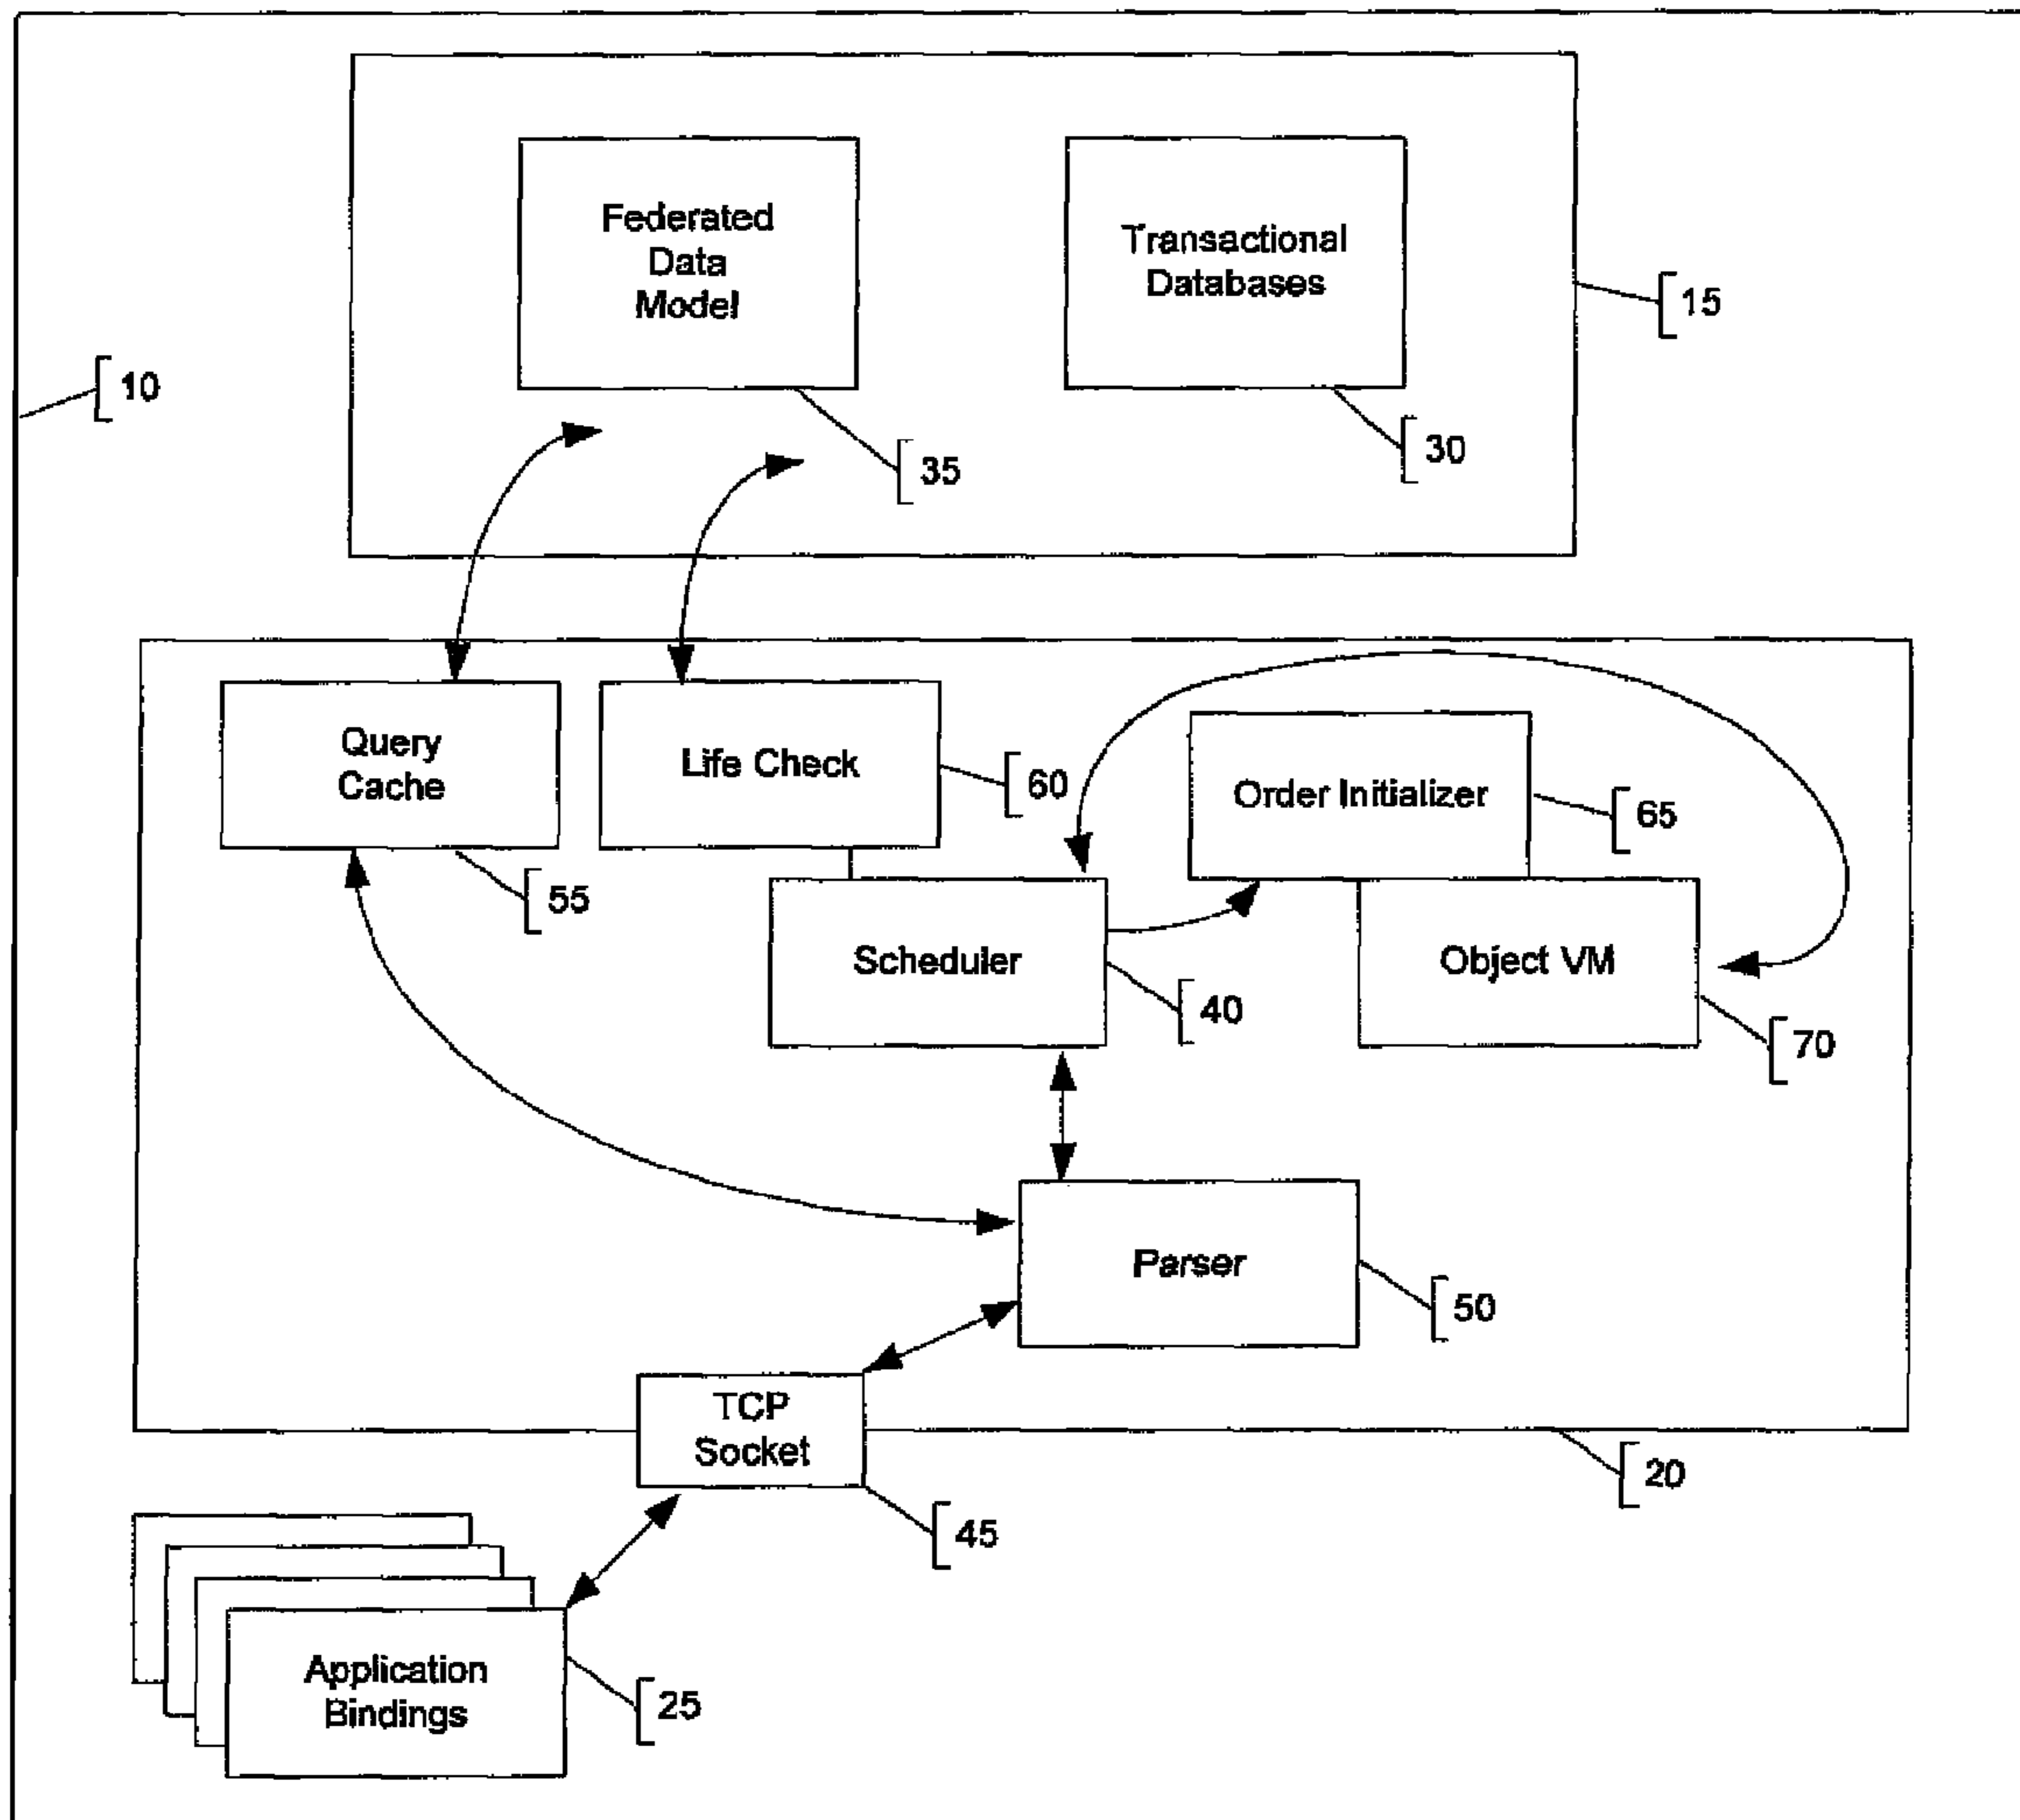 Federated
Data
Model
Transactional
Databases
15
10
35
30
Query
Cache
Life Check
60
Order Initializer
65
55
Scheduler
40
Object VM
70
Parser
50
TCP
Socket
20
45
Application
Bindings
25